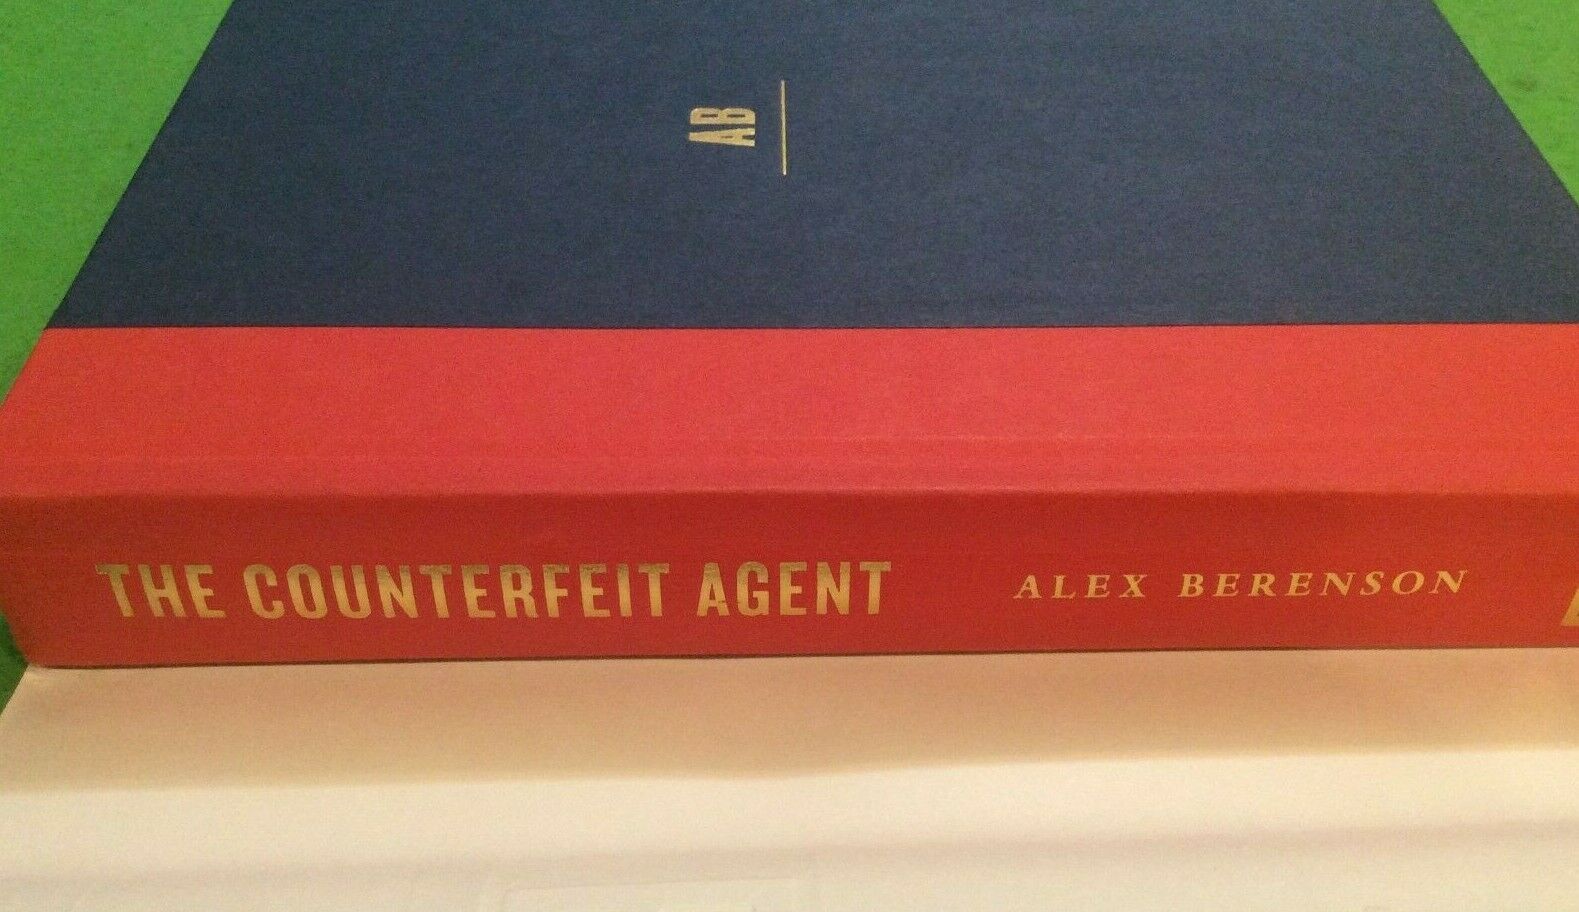 AB
THE COUNTERFEIT AGENT
ALEX BERENSON